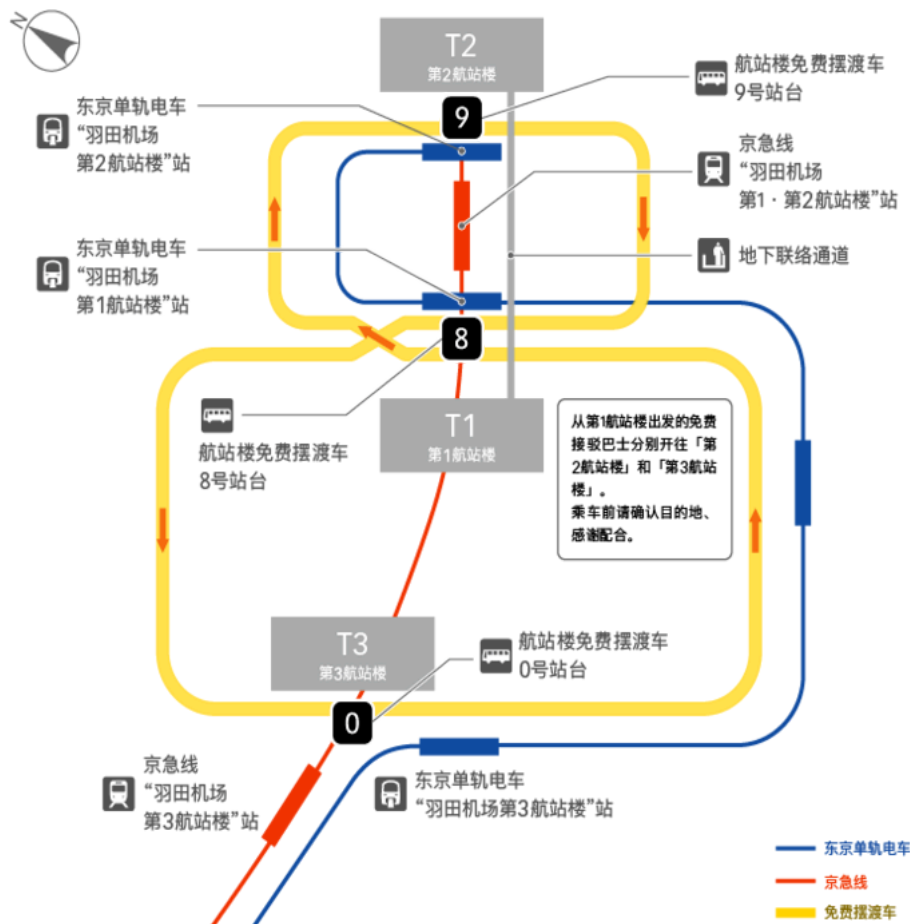 N
T2
第2航站楼
航站楼免费摆渡车
9号站台
东京单轨电车
“羽田机场
第2航站楼”站
9
京急线
“羽田机场
第1·第2航站楼”站
东京单轨电车
“羽田机场
第1航站楼”站
地下联络通道
8
航站楼免费摆渡车
8号站台
T1
第1航站楼
从第1航站楼出发的免费
接驳巴士分别开往「第
2航站楼」和「第3航站
楼」。
乘车前请确认目的地、
感谢配合。
T3
第3航站楼
航站楼免费摆渡车
0号站台
0
京急线
“羽田机场
第3航站楼”站
东京单轨电车
“羽田机场第3航站楼”站
东京单轨电车
京急线
免费摆渡车